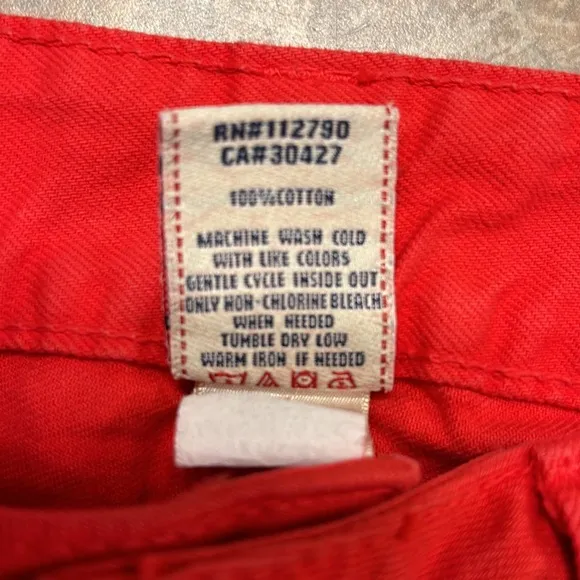 RN#112790
CA#30427
100%COTTON
MACHINE WASH COLD
WITH LIKE COLORS
GENTLE CYCLE INSIDE OUT
ONLY NON-CHLORINE BLEACH
WHEN NEEDED
TUMBLE DRY LOW
WARM IRON IF NEEDED